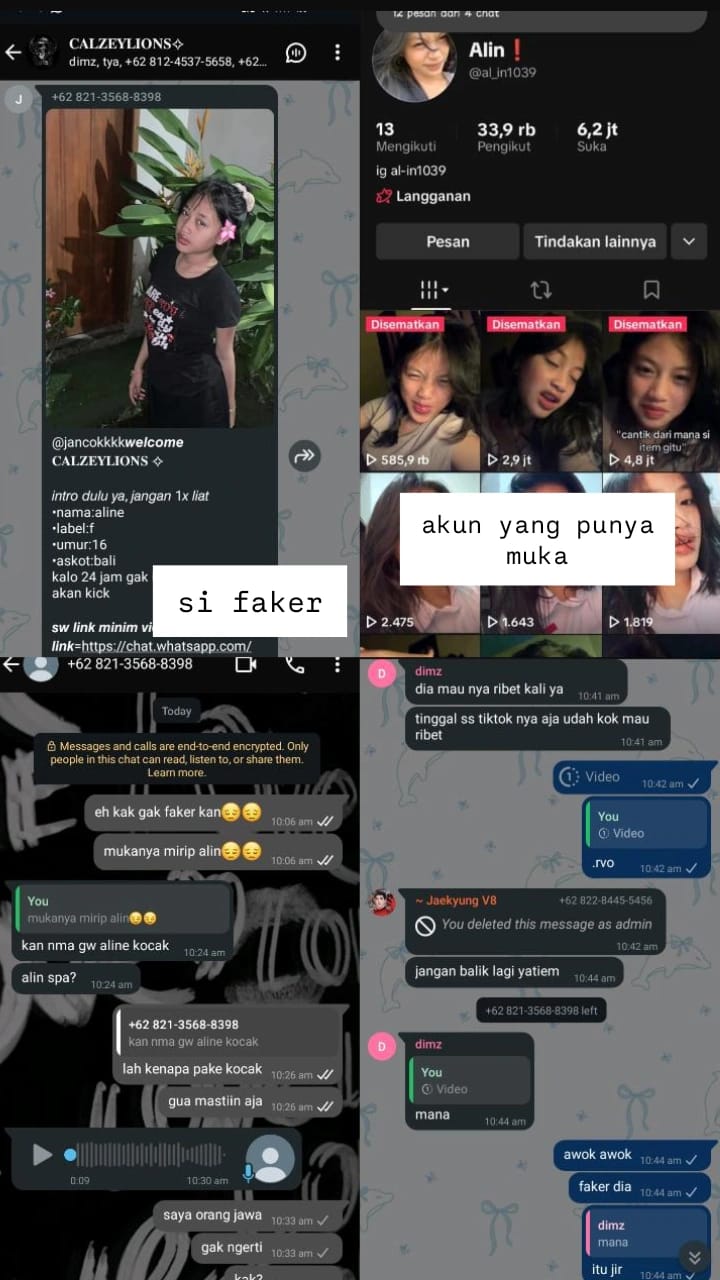 CALZEYLIONS✧
dimz, tya, +62 812-4537-5658, +62...
J
+62 821-3568-8398
@jancokkkkwelcome
CALZEYLIONS ✧
intro dulu ya, jangan 1x liat
•nama:aline
•label:f
•umur:16
•askot:bali
kalo 24 jam gak
akan kick
sw link minim
link=https://chat.whatsapp.com/
si faker
12 pesan dari 4 chat
Alin❗
@al_in1039
13
Mengikuti
33,9 rb
Pengikut
6,2 jt
Suka
ig al-in1039
Langganan
Pesan
Tindakan lainnya
Disematkan
Disematkan
Disematkan
"cantik dari mana si
item gitu"
585,9 rb
2,9 jt
4,8 jt
akun yang punya
muka
2.475
1.643
1.819
+62 821-3568-8398
Today
Messages and calls are end-to-end encrypted. Only
people in this chat can read, listen to, or share them.
Learn more.
eh kak gak faker kan😔😔
10:06 am
mukanya mirip alin😔😔
10:06 am
You
mukanya mirip alin😔😔
kan nma gw aline kocak
10:24 am
alin spa?
10:24 am
+62 821-3568-8398
kan nma gw aline kocak
lah kenapa pake kocak
10:26 am
gua mastiin aja
10:26 am
0:09
10:30 am
saya orang jawa
10:33 am
gak ngerti
10:33 am
kak?
D
dimz
dia mau nya ribet kali ya
10:41 am
tinggal ss tiktok nya aja udah kok mau
ribet
10:41 am
Video
10:42 am
You
Video
.rvo
10:42 am
~ Jaekyung V8
+62 822-8445-5456
You deleted this message as admin
10:42 am
jangan balik lagi yatiem
10:44 am
+62 821-3568-8398 left
D
dimz
You
Video
mana
10:44 am
awok awok
10:44 am
faker dia
10:44 am
dimz
mana
itu jir
10:44 am